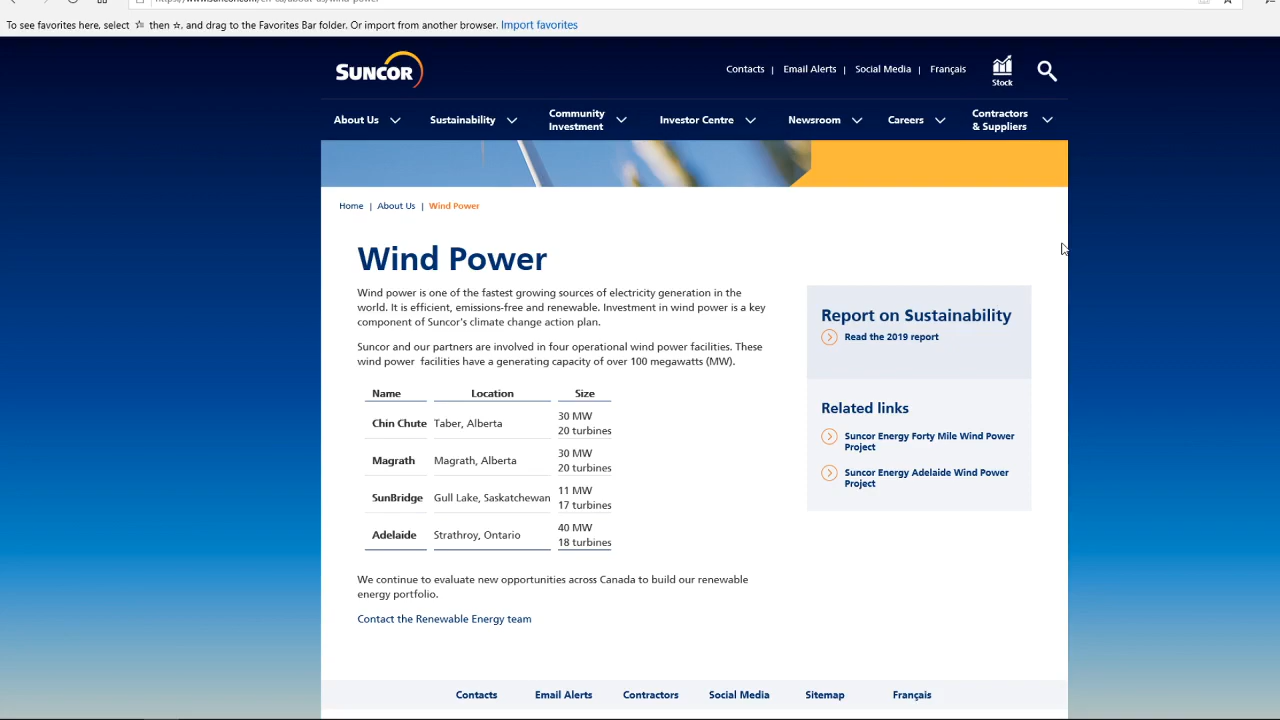 To see favorites here, select ☆ then ☆, and drag to the Favorites Bar folder. Or import from another browser. Import favorites
SUNCOR
Contacts | Email Alerts | Social Media | Français
Stock
About Us
Sustainability
Community
Investment
Investor Centre
Newsroom
Careers
Contractors
& Suppliers
Home | About Us | Wind Power
Wind Power
Wind power is one of the fastest growing sources of electricity generation in the
world. It is efficient, emissions-free and renewable. Investment in wind power is a key
component of Suncor's climate change action plan.
Suncor and our partners are involved in four operational wind power facilities. These
wind power facilities have a generating capacity of over 100 megawatts (MW).
Name Location Size
Chin Chute Taber, Alberta 30 MW
20 turbines
Magrath Magrath, Alberta 30 MW
20 turbines
SunBridge Gull Lake, Saskatchewan 11 MW
17 turbines
Adelaide Strathroy, Ontario 40 MW
18 turbines
We continue to evaluate new opportunities across Canada to build our renewable
energy portfolio.
Contact the Renewable Energy team
Report on Sustainability
Read the 2019 report
Related links
Suncor Energy Forty Mile Wind Power
Project
Suncor Energy Adelaide Wind Power
Project
Contacts Email Alerts Contractors Social Media Sitemap Français